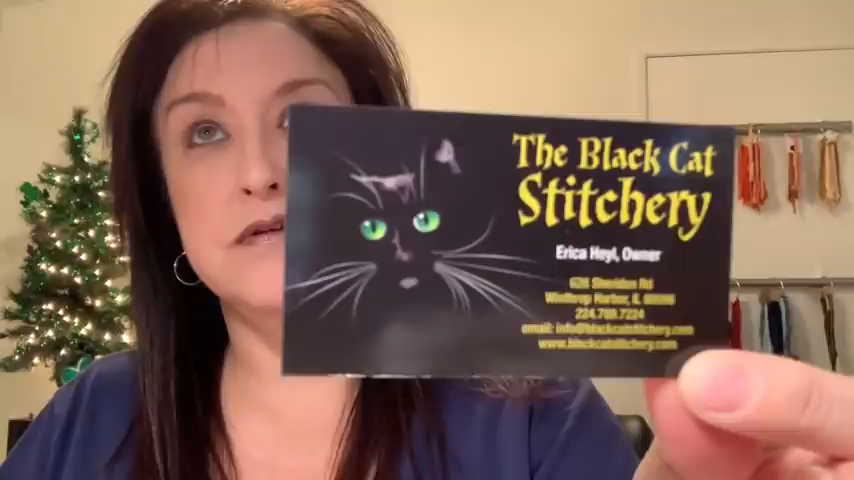 The Black Cat
Stitchery
Erica Heyl, Owner
Sheridan Rd
Winthrop Harbor, IL
email: info@blackcatstitchery.com
www.blackcatstitchery.com